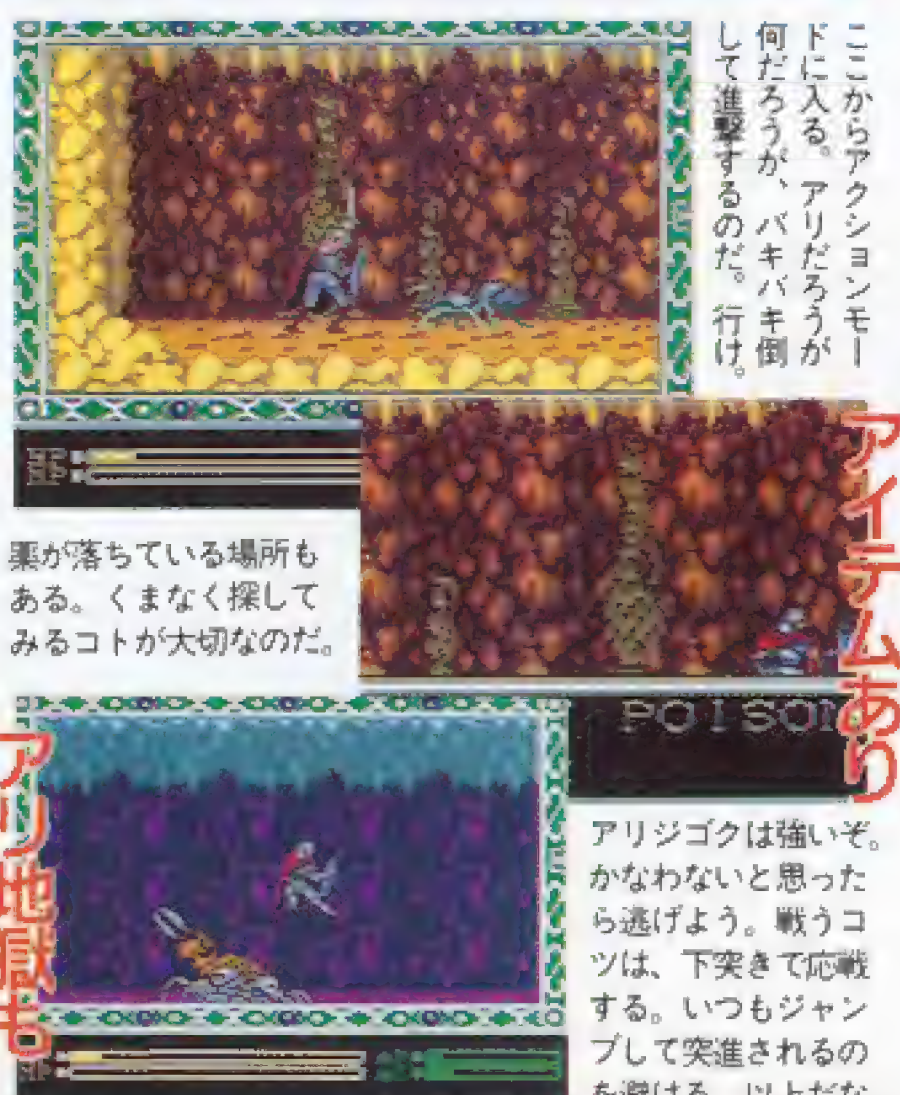 ここからアクションモー
ドに入る。アリだろうが
何だろうが、バキバキ倒
して進撃するのだ。行け。
アイテムあり
薬が落ちている場所も
ある。くまなく探して
みるコトが大切なのだ。
POISON
アリ地獄も
アリジゴクは強いぞ。
かなわないと思った
ら逃げよう。戦うコ
ツは、下突きで応戦
する。いつもジャン
プして突進されるの
を避ける。以上だな